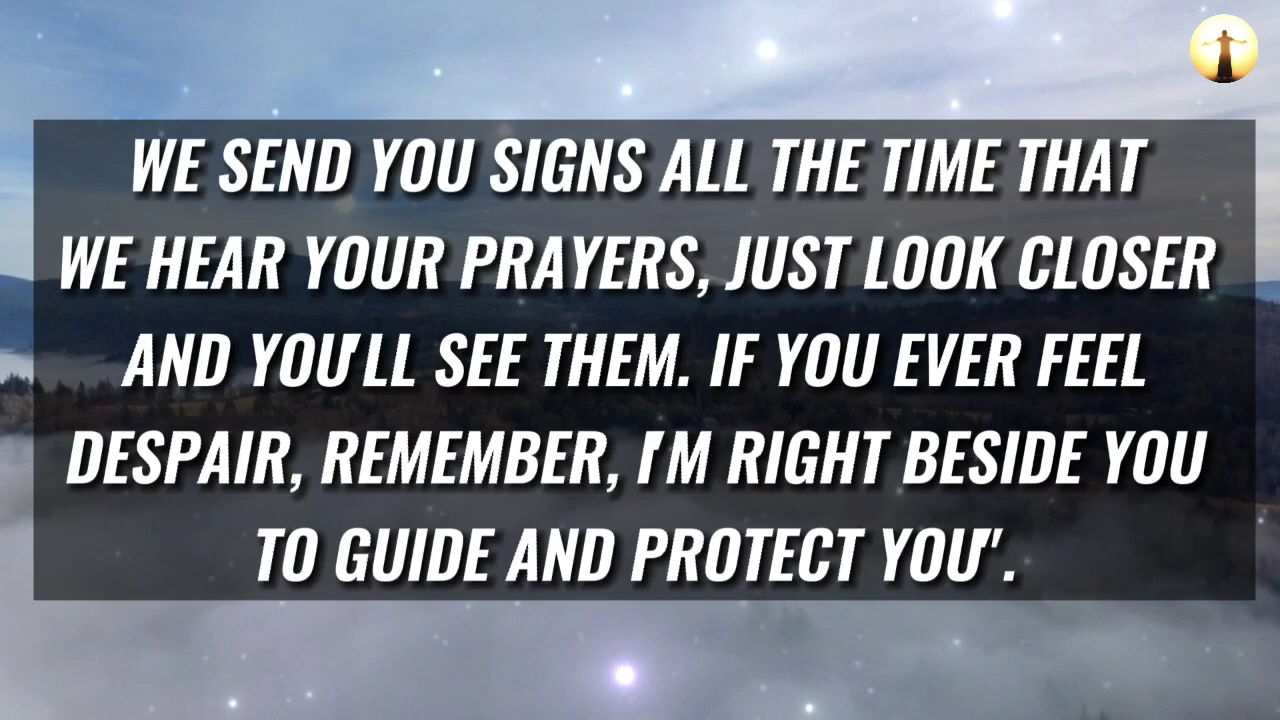 WE SEND YOU SIGNS ALL THE TIME THAT
WE HEAR YOUR PRAYERS, JUST LOOK CLOSER
AND YOU'LL SEE THEM. IF YOU EVER FEEL
DESPAIR, REMEMBER, I'M RIGHT BESIDE YOU
TO GUIDE AND PROTECT YOU".